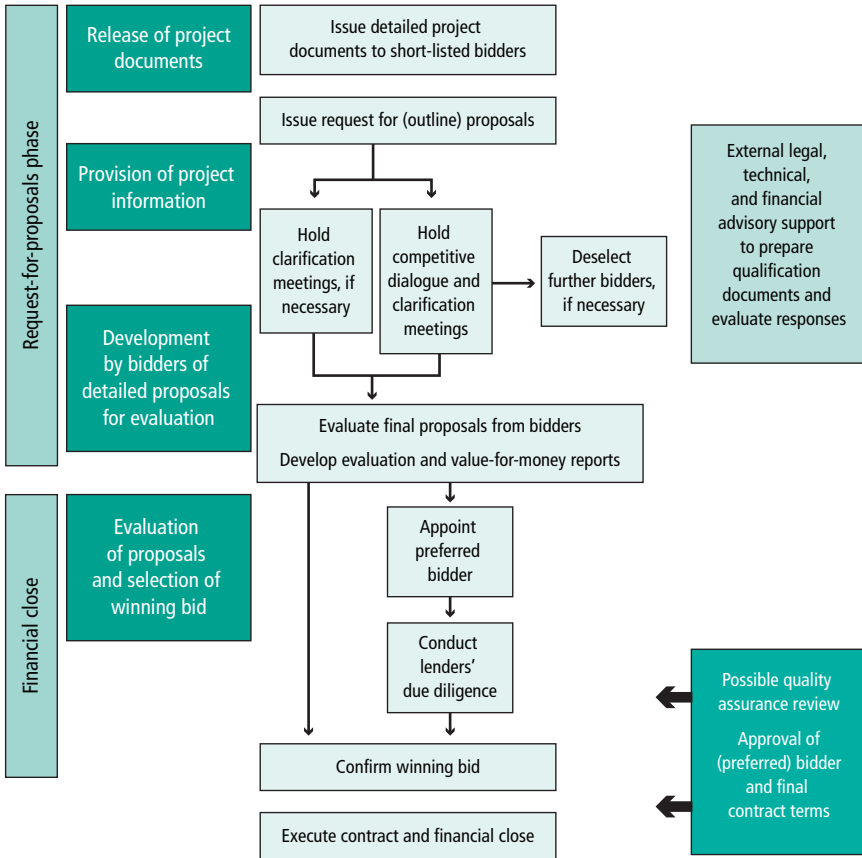 Request-for-proposals phase
Release of project
documents
Issue detailed project
documents to short-listed bidders
Issue request for (outline) proposals
Provision of project
information
Hold
clarification
meetings, if
necessary
Hold
competitive
dialogue and
clarification
meetings
Deselect
further bidders,
if necessary
External legal,
technical,
and financial
advisory support
to prepare
qualification
documents and
evaluate responses
Development
by bidders of
detailed proposals
for evaluation
Evaluate final proposals from bidders
Develop evaluation and value-for-money reports
Financial close
Evaluation
of proposals
and selection of
winning bid
Appoint
preferred
bidder
Conduct
lenders’
due diligence
Possible quality
assurance review
Approval of
(preferred) bidder
and final
contract terms
Confirm winning bid
Execute contract and financial close